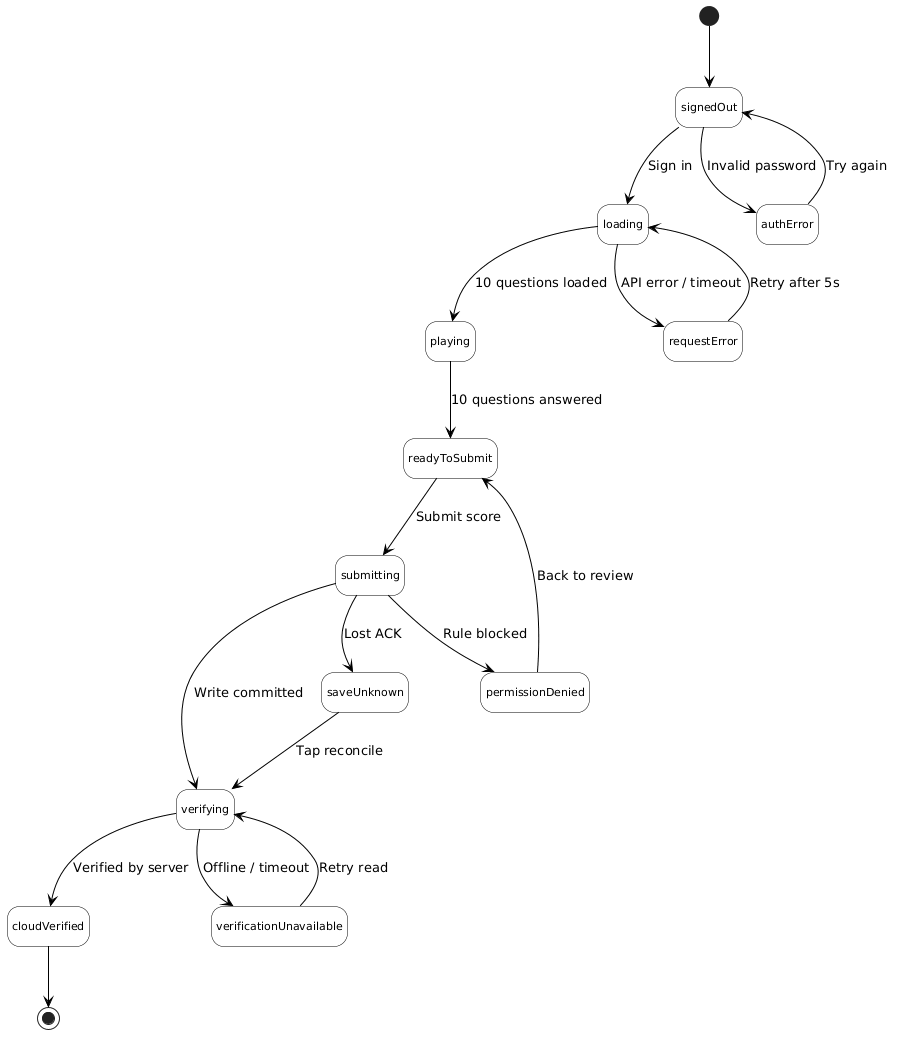 signedOut
Sign in
Invalid password
Try again
loading
authError
10 questions loaded
API error / timeout
Retry after 5s
playing
requestError
10 questions answered
readyToSubmit
Submit score
submitting
Back to review
Lost ACK
Rule blocked
Write committed
saveUnknown
permissionDenied
Tap reconcile
verifying
Verified by server
Offline / timeout
Retry read
cloudVerified
verificationUnavailable